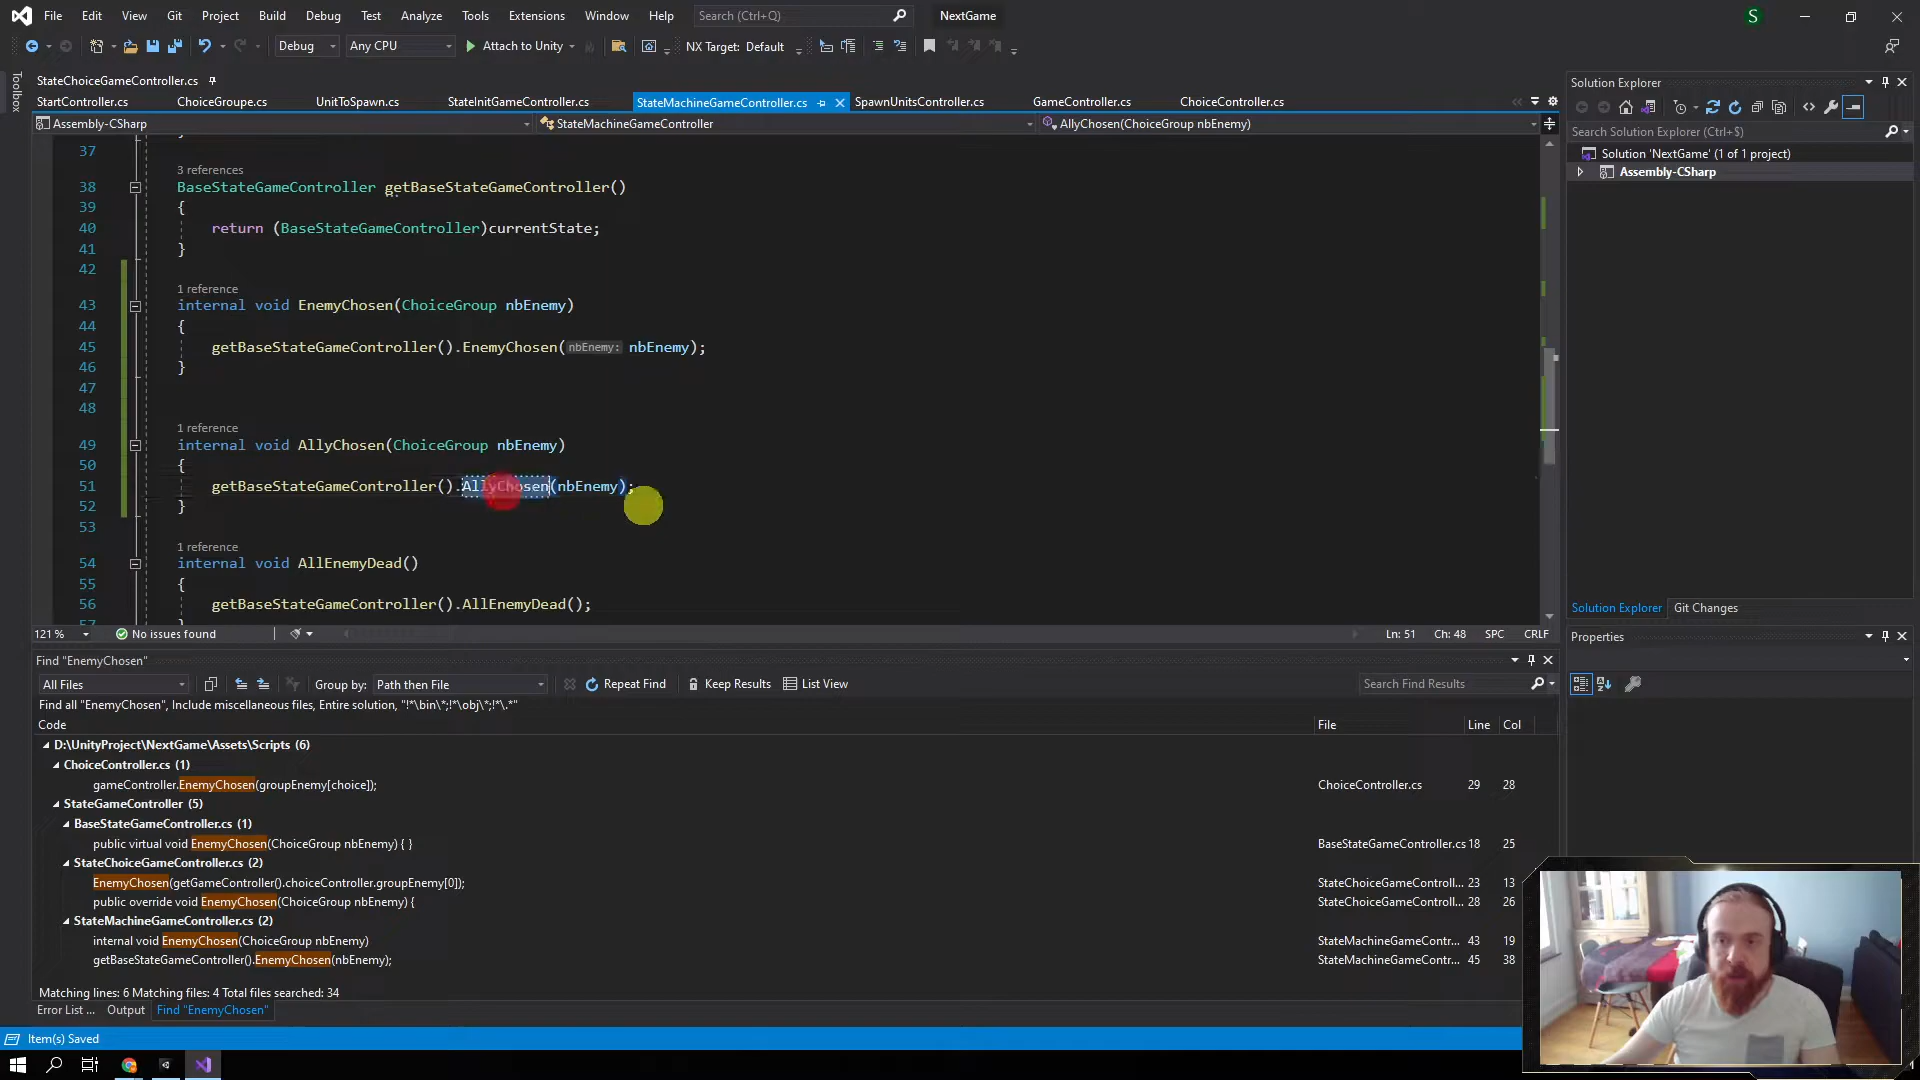 File Edit View Git Project Build Debug Test Analyze Tools Extensions Window Help Search (Ctrl+Q) NextGame S
Debug Any CPU Attach to Unity NX Target: Default
Toolbox
StateChoiceGameController.cs
StartController.cs ChoiceGroupe.cs UnitToSpawn.cs StateInitGameController.cs StateMachineGameController.cs SpawnUnitsController.cs GameController.cs ChoiceController.cs
Assembly-CSharp StateMachineGameController AllyChosen(ChoiceGroup nbEnemy)
37
3 references
38 BaseStateGameController getBaseStateGameController()
39 {
40 return (BaseStateGameController)currentState;
41 }
42
1 reference
43 internal void EnemyChosen(ChoiceGroup nbEnemy)
44 {
45 getBaseStateGameController().EnemyChosen(nbEnemy: nbEnemy);
46 }
47
48
1 reference
49 internal void AllyChosen(ChoiceGroup nbEnemy)
50 {
51 getBaseStateGameController().AllyChosen(nbEnemy);
52 }
53
1 reference
54 internal void AllEnemyDead()
55 {
56 getBaseStateGameController().AllEnemyDead();
57 }
121 % No issues found Ln: 51 Ch: 48 SPC CRLF
Find "EnemyChosen"
All Files Group by: Path then File Repeat Find Keep Results List View Search Find Results
Find all "EnemyChosen", Include miscellaneous files, Entire solution, "!*\bin\*;!*\obj\*;!*\.*"
Code File Line Col
D:\UnityProject\NextGame\Assets\Scripts (6)
ChoiceController.cs (1)
gameController.EnemyChosen(groupEnemy[choice]); ChoiceController.cs 29 28
StateGameController (5)
BaseStateGameController.cs (1)
public virtual void EnemyChosen(ChoiceGroup nbEnemy) { } BaseStateGameController.cs 18 25
StateChoiceGameController.cs (2)
EnemyChosen(getGameController().choiceController.groupEnemy[0]); StateChoiceGameControll... 23 13
public override void EnemyChosen(ChoiceGroup nbEnemy) { StateChoiceGameControll... 28 26
StateMachineGameController.cs (2)
internal void EnemyChosen(ChoiceGroup nbEnemy) StateMachineGameContr... 43 19
getBaseStateGameController().EnemyChosen(nbEnemy); StateMachineGameContr... 45 38
Matching lines: 6 Matching files: 4 Total files searched: 34
Error List ... Output Find "EnemyChosen"
Item(s) Saved
Solution Explorer
Search Solution Explorer (Ctrl+$)
Solution 'NextGame' (1 of 1 project)
Assembly-CSharp
Solution Explorer Git Changes
Properties